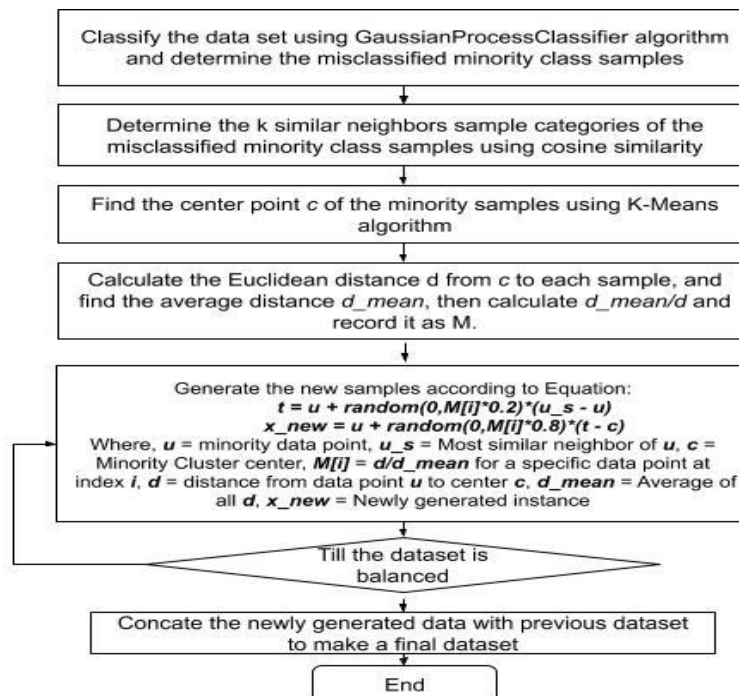 Classify the data set using GaussianProcessClassifier algorithm
and determine the misclassified minority class samples
Determine the k similar neighbors sample categories of the
misclassified minority class samples using cosine similarity
Find the center point c of the minority samples using K-Means
algorithm
Calculate the Euclidean distance d from c to each sample, and
find the average distance d_mean, then calculate d_mean/d and
record it as M.
Generate the new samples according to Equation:
t = u + random(0,M[i]*0.2)*(u_s - u)
x_new = u + random(0,M[i]*0.8)*(t - c)
Where, u = minority data point, u_s = Most similar neighbor of u, c =
Minority Cluster center, M[i] = d/d_mean for a specific data point at
index i, d = distance from data point u to center c, d_mean = Average of
all d, x_new = Newly generated instance
Till the dataset is
balanced
Concate the newly generated data with previous dataset
to make a final dataset
End